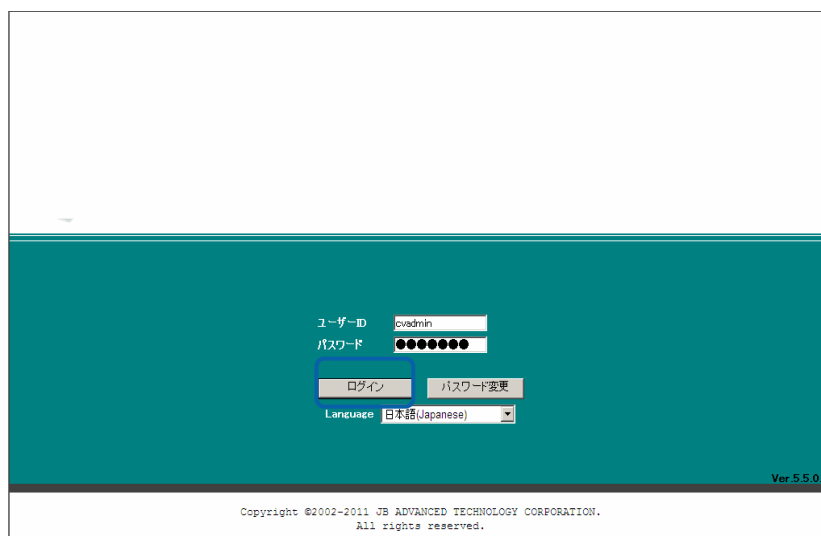 ユーザーID cvadmin
パスワード ●●●●●●●
ログイン パスワード変更
Language 日本語(Japanese)
Ver.5.5.0.
Copyright ©2002-2011 JB ADVANCED TECHNOLOGY CORPORATION.
All rights reserved.